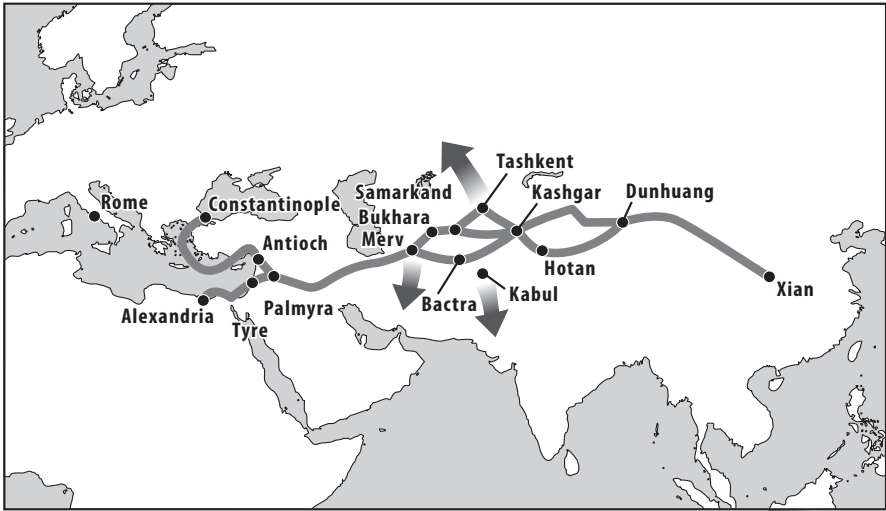 Tashkent
Samarkand
Kashgar
Dunhuang
Rome
Constantinople
Bukhara
Merv
Antioch
Hotan
Xian
Bactra
Kabul
Alexandria
Tyre
Palmyra